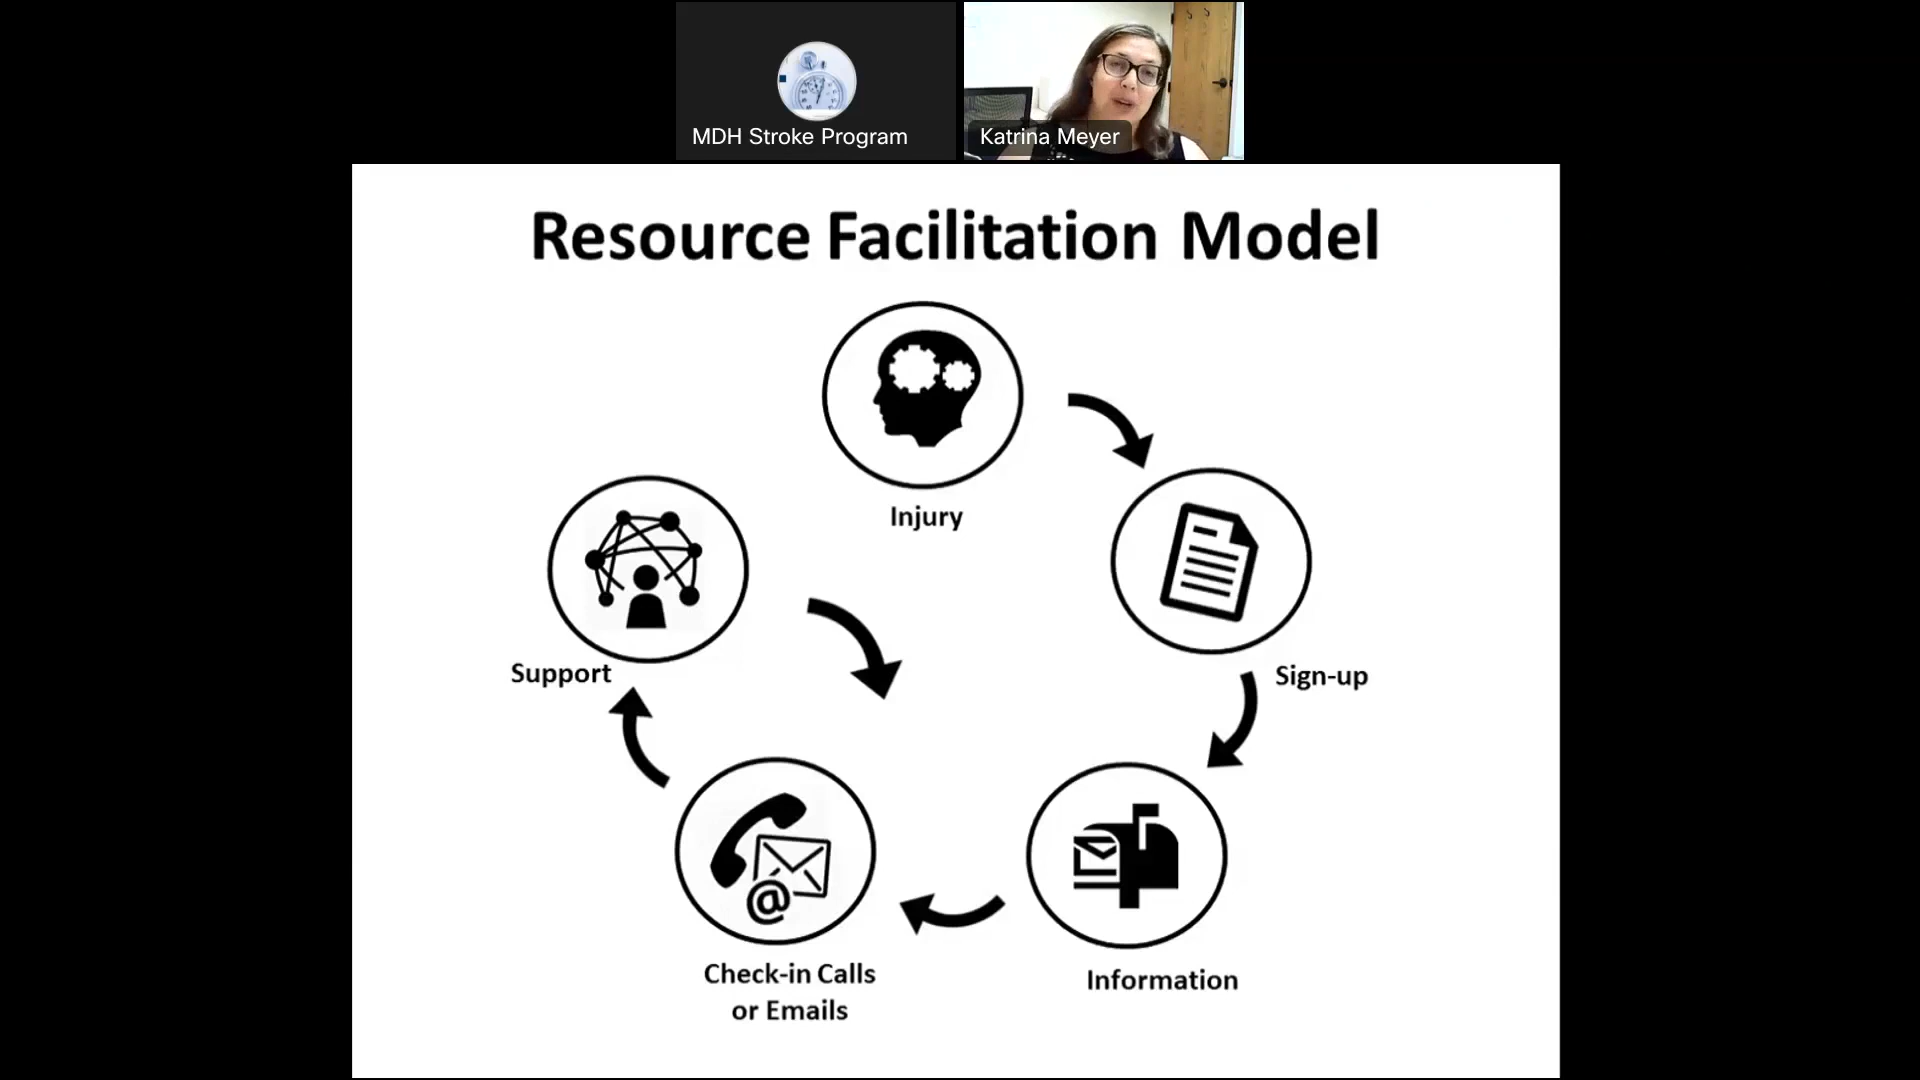 MDH Stroke Program
Katrina Meyer
Resource Facilitation Model
Injury
Support
Sign-up
@
Check-in Calls
or Emails
Information